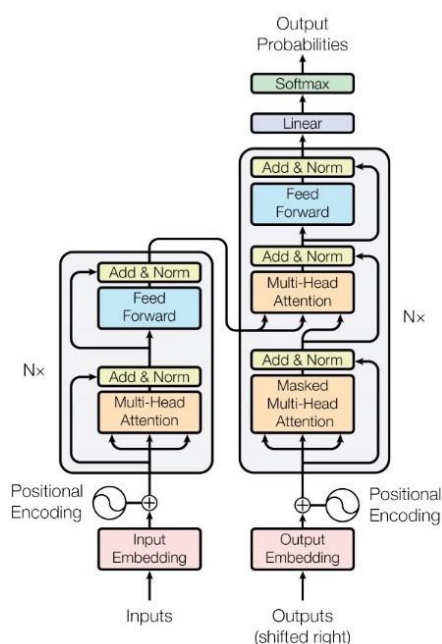 Output
Probabilities
Softmax
Linear
Add & Norm
Feed
Forward
Add & Norm
Multi-Head
Attention
Nx
Add & Norm
Masked
Multi-Head
Attention
Add & Norm
Feed
Forward
Nx
Add & Norm
Multi-Head
Attention
Positional
Encoding
Positional
Encoding
Input
Embedding
Output
Embedding
Inputs
Outputs
(shifted right)